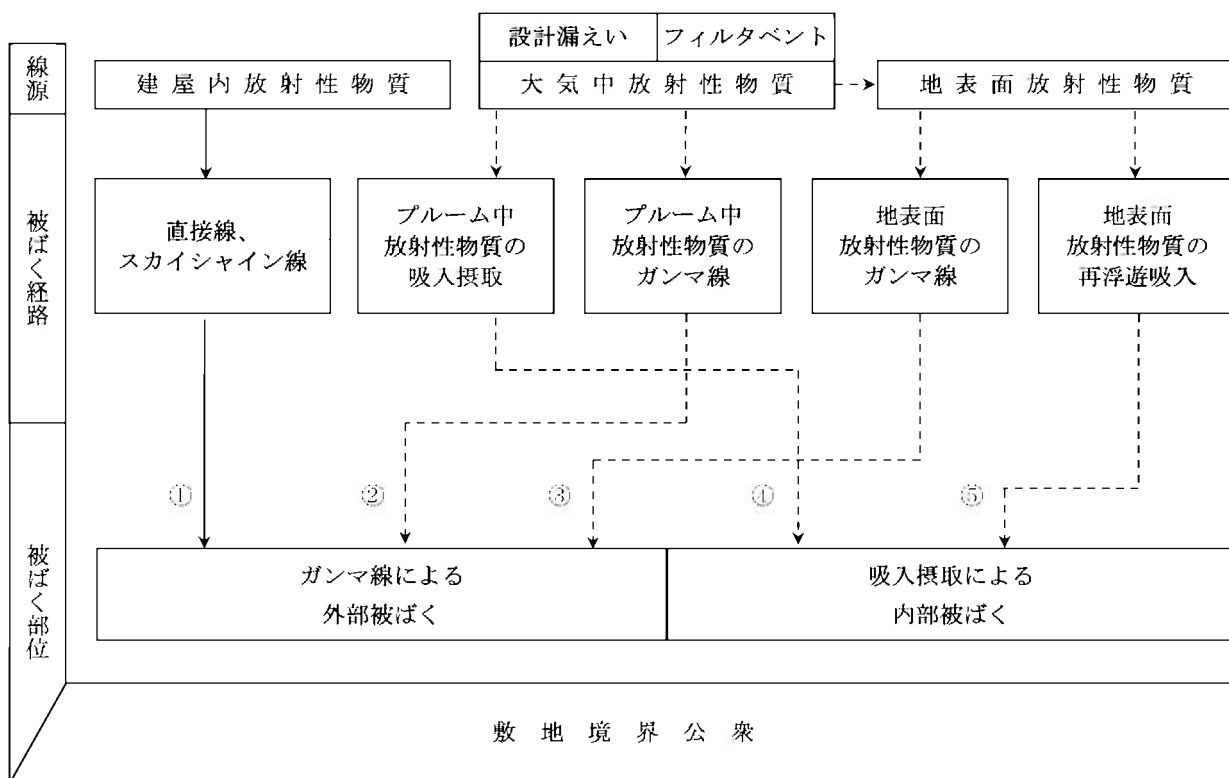 線源
設計漏えい フィルタベント
建屋内放射性物質 大気中放射性物質 地表面放射性物質
被ばく経路
直接線、
スカイシャイン線
プルーム中
放射性物質の
吸入摂取
プルーム中
放射性物質の
ガンマ線
地表面
放射性物質の
ガンマ線
地表面
放射性物質の
再浮遊吸入
被ばく部位
① ② ③ ④ ⑤
ガンマ線による
外部被ばく
吸入摂取による
内部被ばく
敷地境界公衆